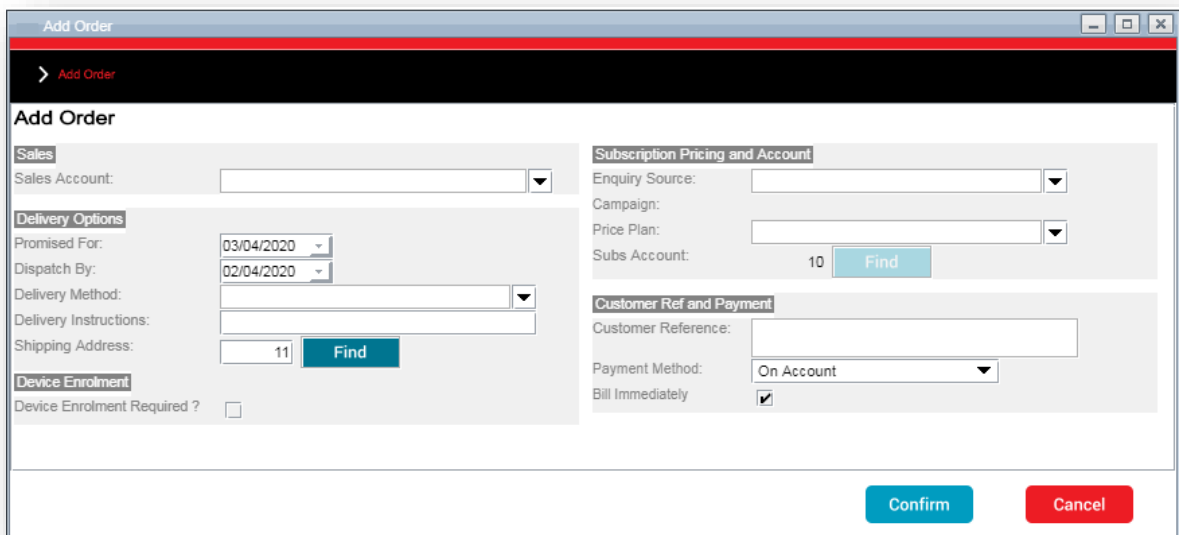 Add Order
Add Order
Add Order
Sales
Sales Account:
Delivery Options
Promised For: 03/04/2020
Dispatch By: 02/04/2020
Delivery Method:
Delivery Instructions:
Shipping Address: 11 Find
Device Enrolment
Device Enrolment Required ?
Subscription Pricing and Account
Enquiry Source:
Campaign:
Price Plan:
Subs Account: 10 Find
Customer Ref and Payment
Customer Reference:
Payment Method: On Account
Bill Immediately
Confirm Cancel